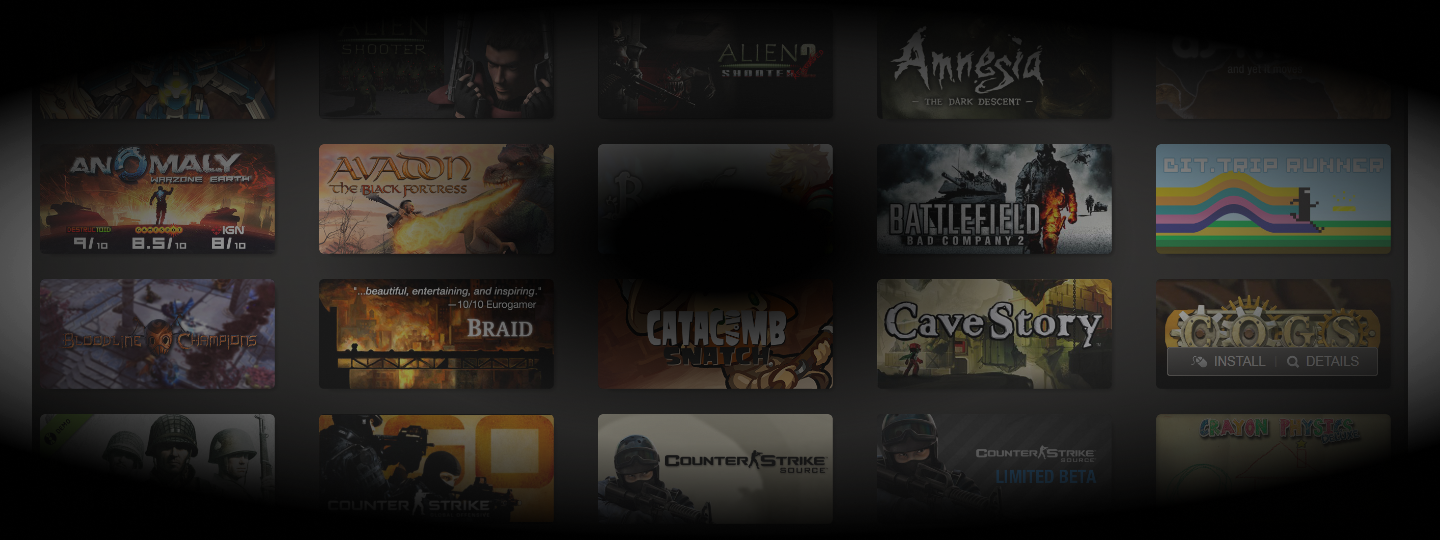 ALIEN
SHOOTER
ALIEN 2
SHOOTER
Amnesia
— THE DARK DESCENT —
and yet it
ANOMALY
WARZONE EARTH
DESTRUCTOID
9/10
GAMESPOT
8.5/10
IGN
8/10
AVADON
THE BLACK FORTRESS
BATTLEFIELD
BAD COMPANY 2
BIT.TRIP RUNNER
BLOODLINE CHAMPIONS
"...beautiful, entertaining, and inspiring."
—10/10 Eurogamer
BRAID
CATACOMB
SNATCH
Cave Story
COGS
INSTALL | DETAILS
GO
COUNTER STRIKE
COUNTER STRIKE
SOURCE
COUNTER STRIKE
SOURCE
LIMITED BETA
CRAYON PHYSICS